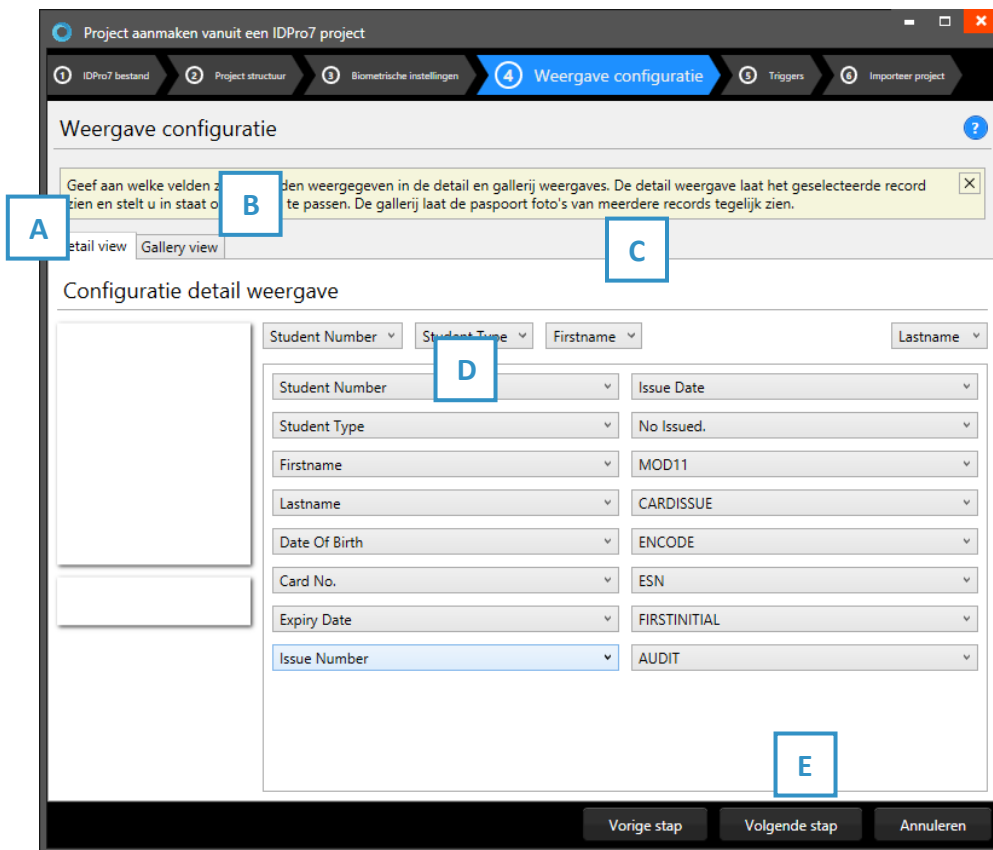 Project aanmaken vanuit een IDPro7 project
1 IDPro7 bestand 2 Project structuur 3 Biometrische instellingen 4 Weergave configuratie 5 Triggers 6 Importeer project
Weergave configuratie
?
Geef aan welke velden z den weergegeven in de detail en gallerij weergaves. De detail weergave laat het geselecteerde record
zien en stelt u in staat o te passen. De gallerij laat de paspoort foto's van meerdere records tegelijk zien.
A
B
C
etail view Gallery view
Configuratie detail weergave
Student Number Student Type Firstname Lastname
D
Student Number Issue Date
Student Type No Issued.
Firstname MOD11
Lastname CARDISSUE
Date Of Birth ENCODE
Card No. ESN
Expiry Date FIRSTINITIAL
Issue Number AUDIT
E
Vorige stap Volgende stap Annuleren